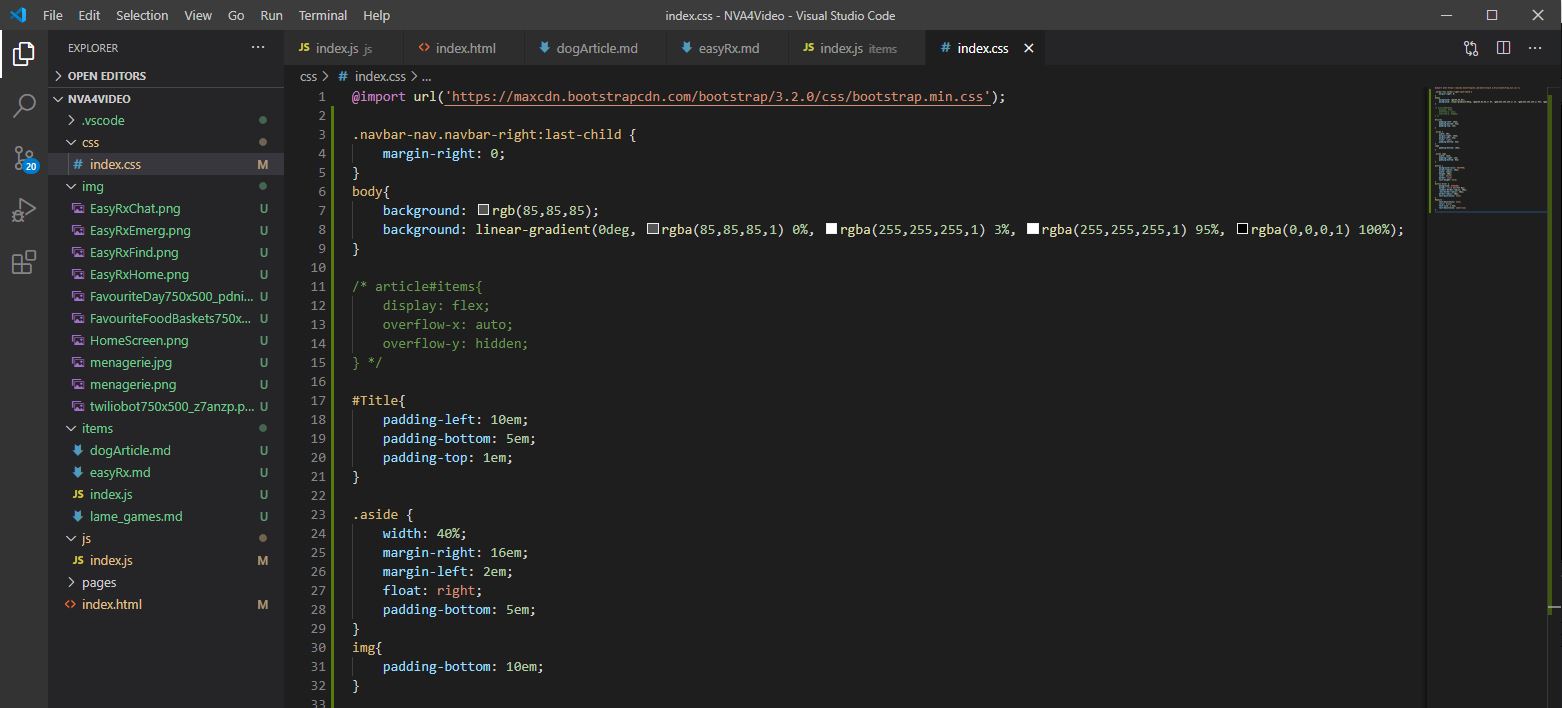 File Edit Selection View Go Run Terminal Help index.css - NVA4Video - Visual Studio Code
EXPLORER
OPEN EDITORS
NVA4VIDEO
.vscode
css
# index.css M
img
EasyRxChat.png U
EasyRxEmerg.png U
EasyRxFind.png U
EasyRxHome.png U
FavouriteDay750x500_pdni... U
FavouriteFoodBaskets750x... U
HomeScreen.png U
menagerie.jpg U
menagerie.png U
twiliobot750x500_z7anzp.p... U
items
dogArticle.md U
easyRx.md U
JS index.js U
lame_games.md U
js
JS index.js M
pages
<> index.html M
20
JS index.js js <> index.html dogArticle.md easyRx.md JS index.js items # index.css
css > # index.css > ...
1 @import url('https://maxcdn.bootstrapcdn.com/bootstrap/3.2.0/css/bootstrap.min.css');
2
3 .navbar-nav.navbar-right:last-child {
4 margin-right: 0;
5 }
6 body{
7 background: rgb(85,85,85);
8 background: linear-gradient(0deg, rgba(85,85,85,1) 0%, rgba(255,255,255,1) 3%, rgba(255,255,255,1) 95%, rgba(0,0,0,1) 100%);
9 }
10
11 /* article#items{
12 display: flex;
13 overflow-x: auto;
14 overflow-y: hidden;
15 } */
16
17 #Title{
18 padding-left: 10em;
19 padding-bottom: 5em;
20 padding-top: 1em;
21 }
22
23 .aside {
24 width: 40%;
25 margin-right: 16em;
26 margin-left: 2em;
27 float: right;
28 padding-bottom: 5em;
29 }
30 img{
31 padding-bottom: 10em;
32 }
33